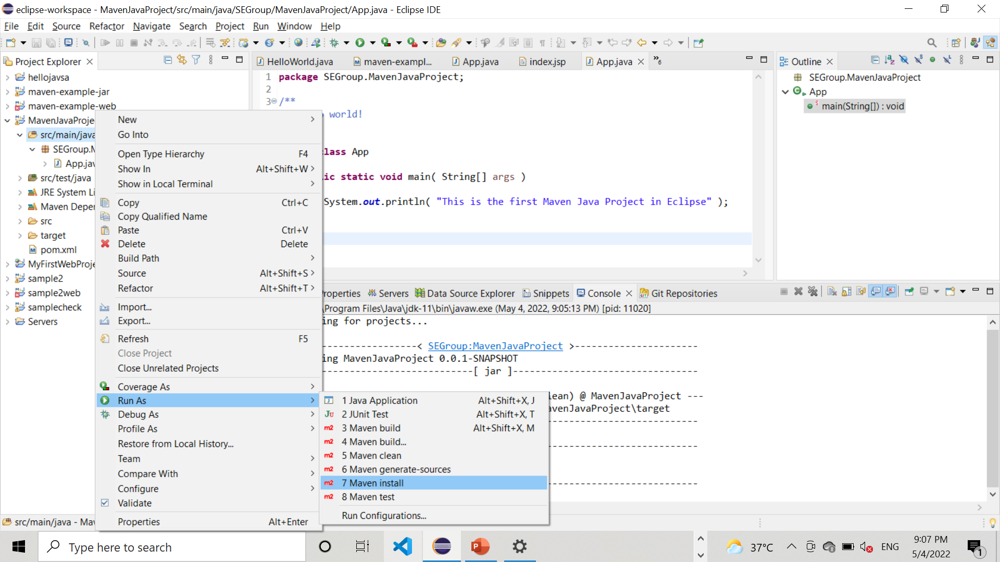 eclipse-workspace - MavenJavaProject/src/main/java/SEGroup/MavenJavaProject/App.java - Eclipse IDE
File Edit Source Refactor Navigate Search Project Run Window Help
Project Explorer
hellojavsa
maven-example-jar
maven-example-web
MavenJavaProje
src/main/java
SEGroup.M
App.jav
src/test/java
JRE System Li
Maven Deper
src
target
pom.xml
MyFirstWebProje
sample2
sample2web
samplecheck
Servers
New
Go Into
Open Type Hierarchy F4
Show In Alt+Shift+W
Show in Local Terminal
Copy Ctrl+C
Copy Qualified Name
Paste Ctrl+V
Delete Delete
Build Path
Source Alt+Shift+S
Refactor Alt+Shift+T
Import...
Export...
Refresh F5
Close Project
Close Unrelated Projects
Coverage As
Run As
Debug As
Profile As
Restore from Local History...
Team
Compare With
Configure
Validate
Properties Alt+Enter
1 Java Application Alt+Shift+X, J
2 JUnit Test Alt+Shift+X, T
3 Maven build Alt+Shift+X, M
4 Maven build...
5 Maven clean
6 Maven generate-sources
7 Maven install
8 Maven test
Run Configurations...
HelloWorld.java maven-exampl... App.java index.jsp App.java »6
1 package SEGroup.MavenJavaProject;
2
3 /**
world!
lass App
ic static void main( String[] args )
System.out.println( "This is the first Maven Java Project in Eclipse" );
Outline
SEGroup.MavenJavaProject
App
main(String[]) : void
roperties Servers Data Source Explorer Snippets Console Git Repositories
\Program Files\Java\jdk-11\bin\javaw.exe (May 4, 2022, 9:05:13 PM) [pid: 11020]
ing for projects...
-----------------< SEGroup:MavenJavaProject >----------------------
ing MavenJavaProject 0.0.1-SNAPSHOT
---------------------------[ jar ]---------------------------------
lean) @ MavenJavaProject ---
avenJavaProject\target
src/main/java - Mav
Type here to search
37°C
ENG
9:07 PM
5/4/2022
1